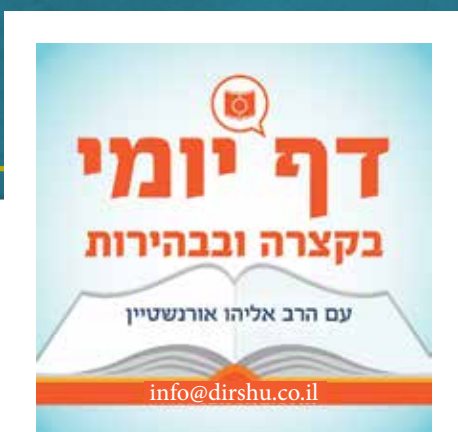 דף יומי
בקצרה ובבהירות
עם הרב אליהו אורנשטיין
info@dirshu.co.il